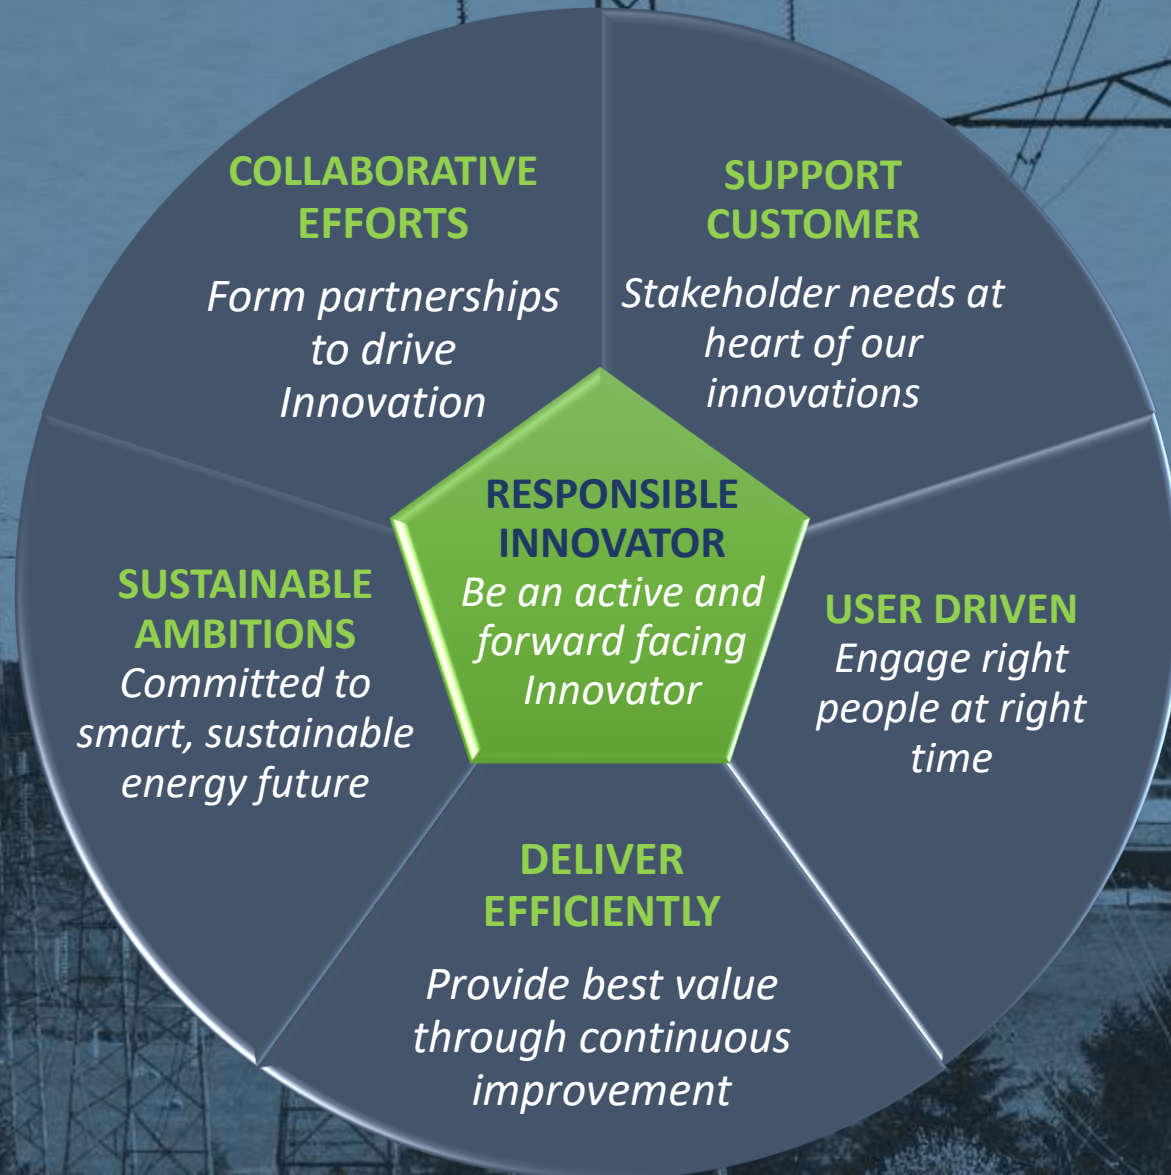 COLLABORATIVE
EFFORTS
Form partnerships
to drive
Innovation
SUPPORT
CUSTOMER
Stakeholder needs at
heart of our
innovations
RESPONSIBLE
INNOVATOR
Be an active and
forward facing
Innovator
SUSTAINABLE
AMBITIONS
Committed to
smart, sustainable
energy future
USER DRIVEN
Engage right
people at right
time
DELIVER
EFFICIENTLY
Provide best value
through continuous
improvement